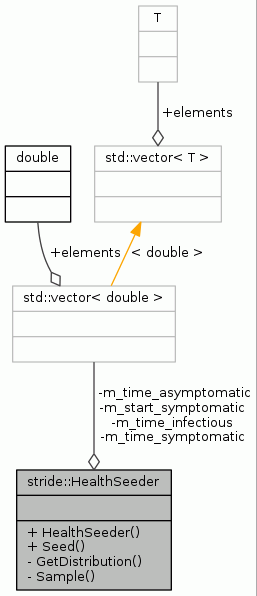 T
+elements
double
std::vector< T >
+elements
< double >
std::vector< double >
-m_time_asymptomatic
-m_start_symptomatic
-m_time_infectious
-m_time_symptomatic
stride::HealthSeeder
+ HealthSeeder()
+ Seed()
- GetDistribution()
- Sample()